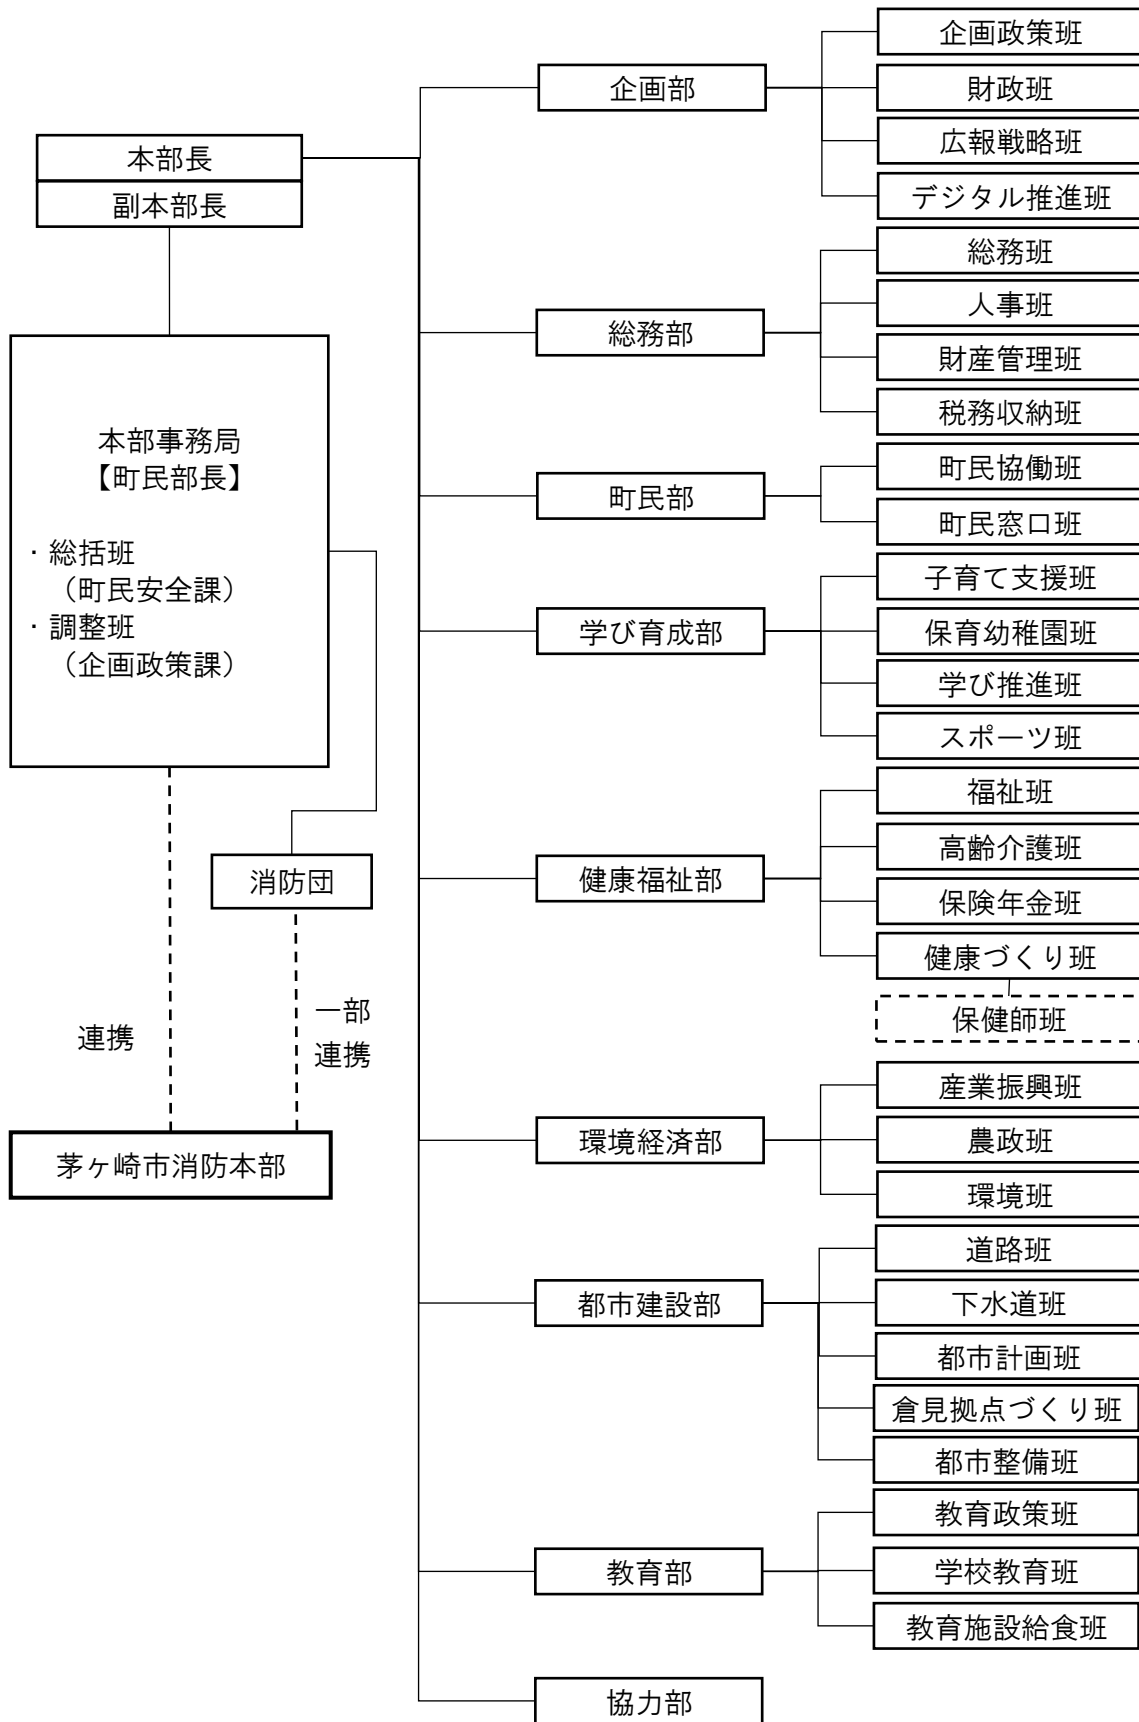 本部長
副本部長
本部事務局
【町民部長】
・総括班
（町民安全課）
・調整班
（企画政策課）
消防団
連携
一部
連携
茅ヶ崎市消防本部
企画部
企画政策班
財政班
広報戦略班
デジタル推進班
総務部
総務班
人事班
財産管理班
税務収納班
町民部
町民協働班
町民窓口班
学び育成部
子育て支援班
保育幼稚園班
学び推進班
スポーツ班
健康福祉部
福祉班
高齢介護班
保険年金班
健康づくり班
保健師班
環境経済部
産業振興班
農政班
環境班
都市建設部
道路班
下水道班
都市計画班
倉見拠点づくり班
都市整備班
教育部
教育政策班
学校教育班
教育施設給食班
協力部